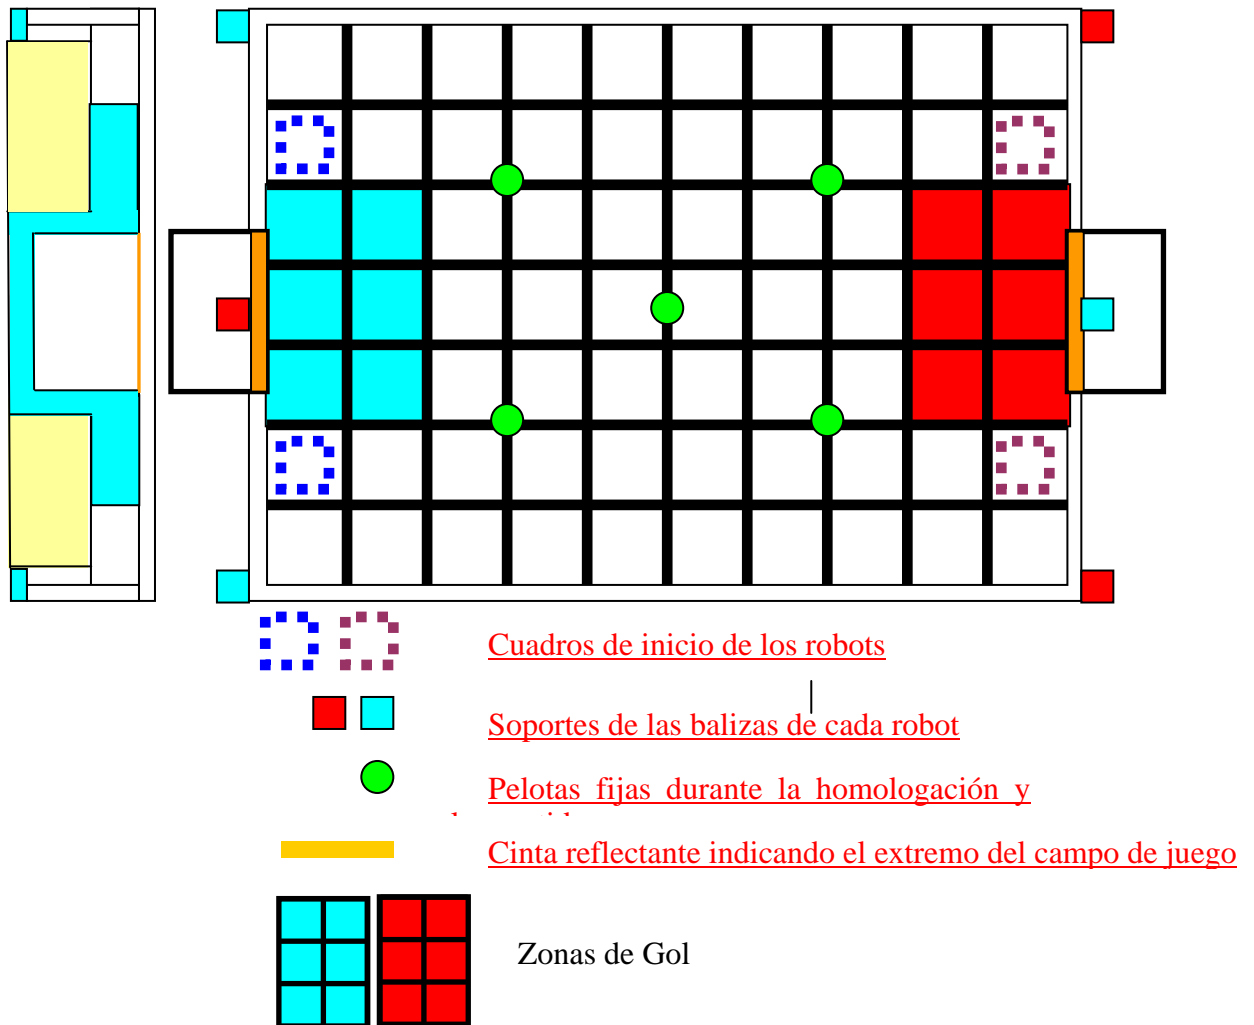 Cuadros de inicio de los robots
Soportes de las balizas de cada robot
Pelotas fijas durante la homologación y
Cinta reflectante indicando el extremo del campo de juego
Zonas de Gol